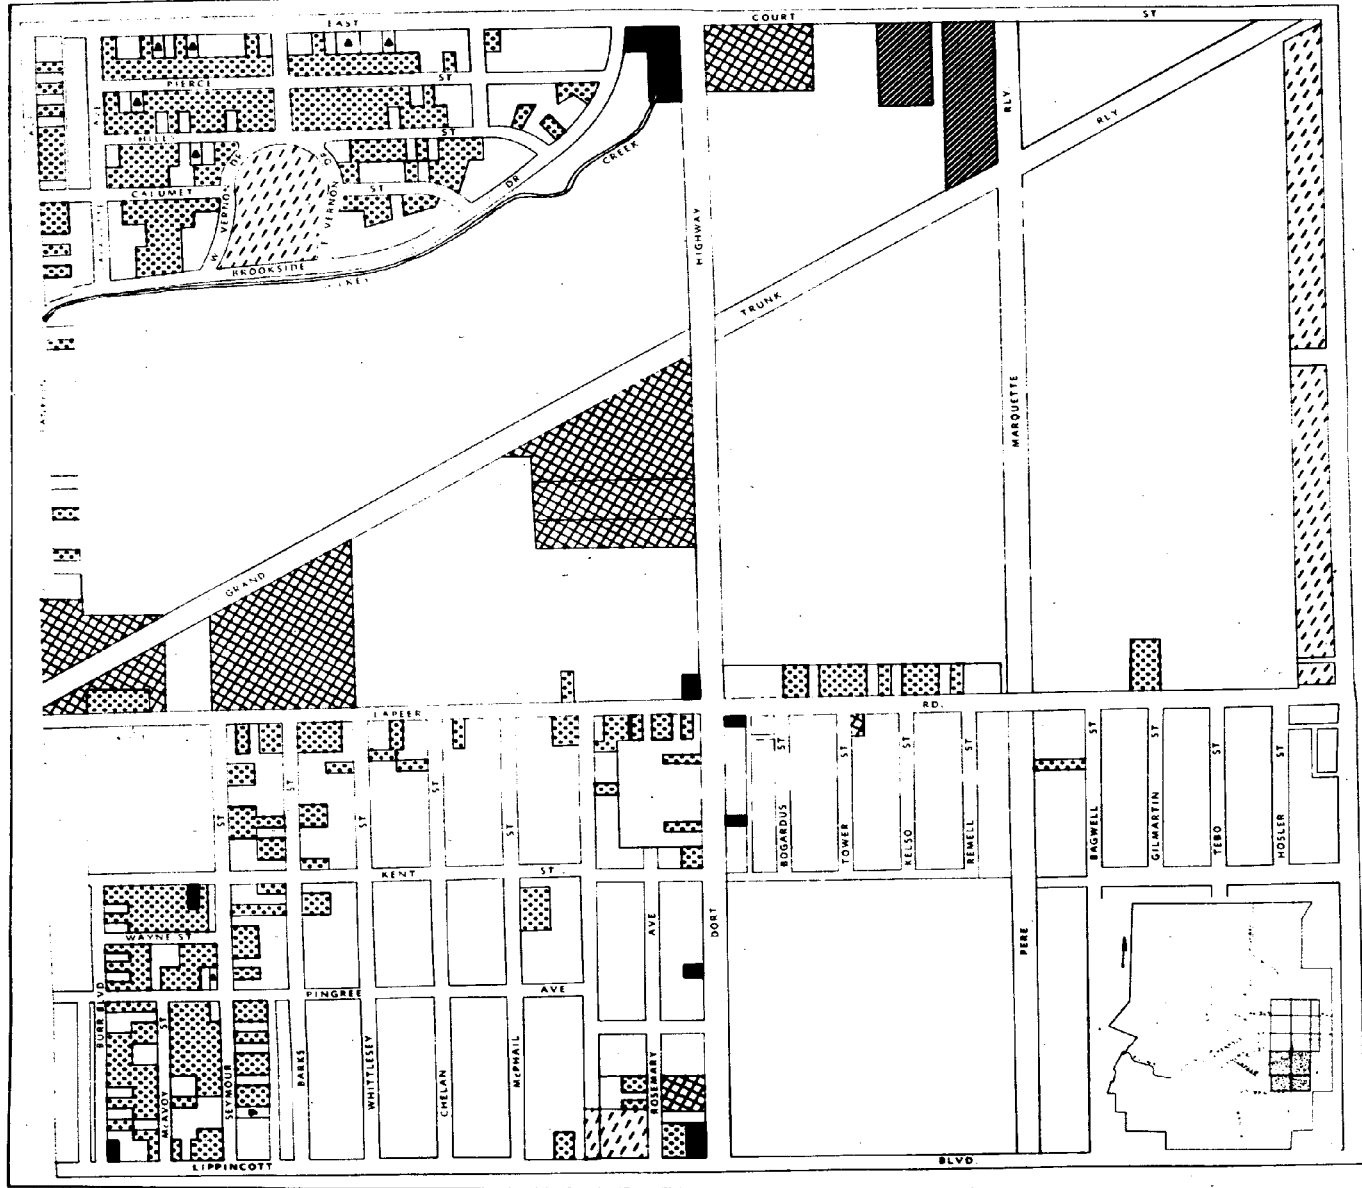 EAST
COURT
ST
PIERCE
ST
ST
CALUMET
ST
DR
CREEK
VERNON
VERNON
BROOKSIDE
HIGHWAY
RLY
RLY
TRUNK
MARQUETTE
GRAND
LAPEER
RD.
ST
ST
ST
ST
ST
ST
ST
ST
ST
ST
ST
ST
ST
ST
BOGARDUS
TOWER
KELSO
REMELL
BAGWELL
GILMARTIN
TEBO
HOSLER
KENT
ST.
WAYNE ST
AVE
DORT
PERE
BURR BLVD.
PINGREE
AVE
ST
McAVOY
SEYMOUR
BARKS
WHITTLESEY
CHELAN
McPHAIL
ROSEMARY
LIPPINCOTT
BLVD.